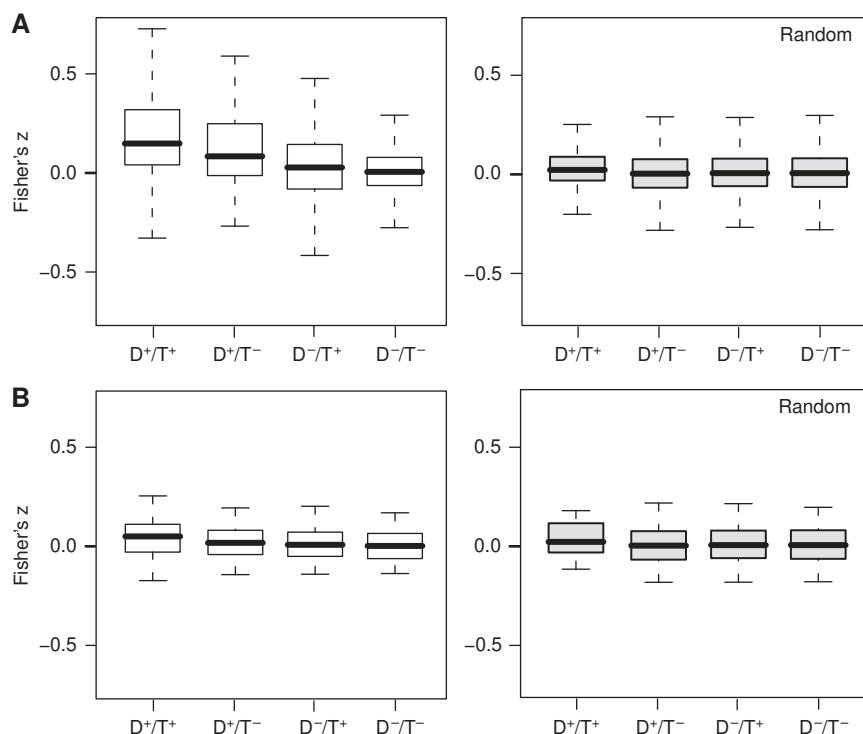 A
Random
Fisher's z
0.5
0.0
−0.5
0.5
0.0
−0.5
D⁺/T⁺ D⁺/T⁻ D⁻/T⁺ D⁻/T⁻
D⁺/T⁺ D⁺/T⁻ D⁻/T⁺ D⁻/T⁻
B
Random
Fisher's z
0.5
0.0
−0.5
0.5
0.0
−0.5
D⁺/T⁺ D⁺/T⁻ D⁻/T⁺ D⁻/T⁻
D⁺/T⁺ D⁺/T⁻ D⁻/T⁺ D⁻/T⁻